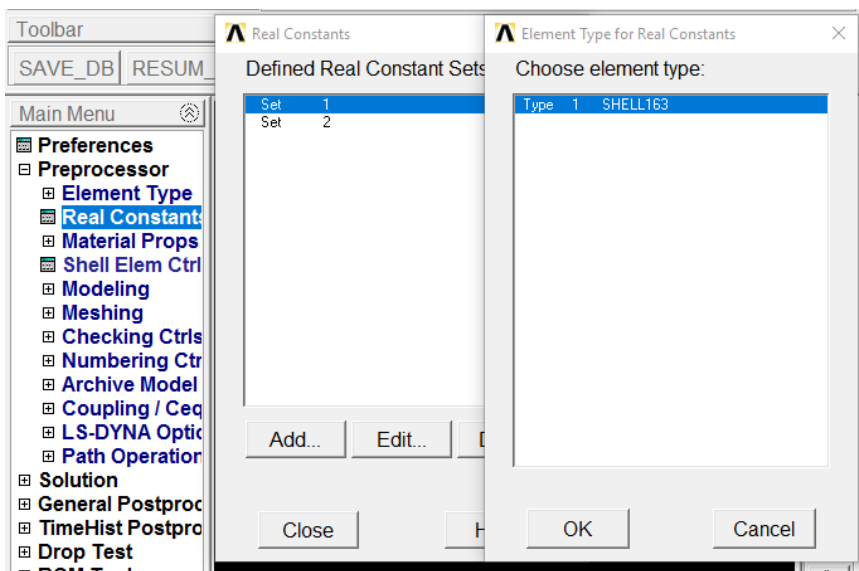 Toolbar
SAVE_DB RESUM_
Main Menu
Preferences
Preprocessor
Element Type
Real Constants
Material Props
Shell Elem Ctrl
Modeling
Meshing
Checking Ctrls
Numbering Ctr
Archive Model
Coupling / Ceq
LS-DYNA Optio
Path Operation
Solution
General Postproc
TimeHist Postpro
Drop Test
Real Constants
Defined Real Constant Sets
Set 1
Set 2
Add...
Edit...
Close
H
Element Type for Real Constants
Choose element type:
Type 1 SHELL163
OK
Cancel